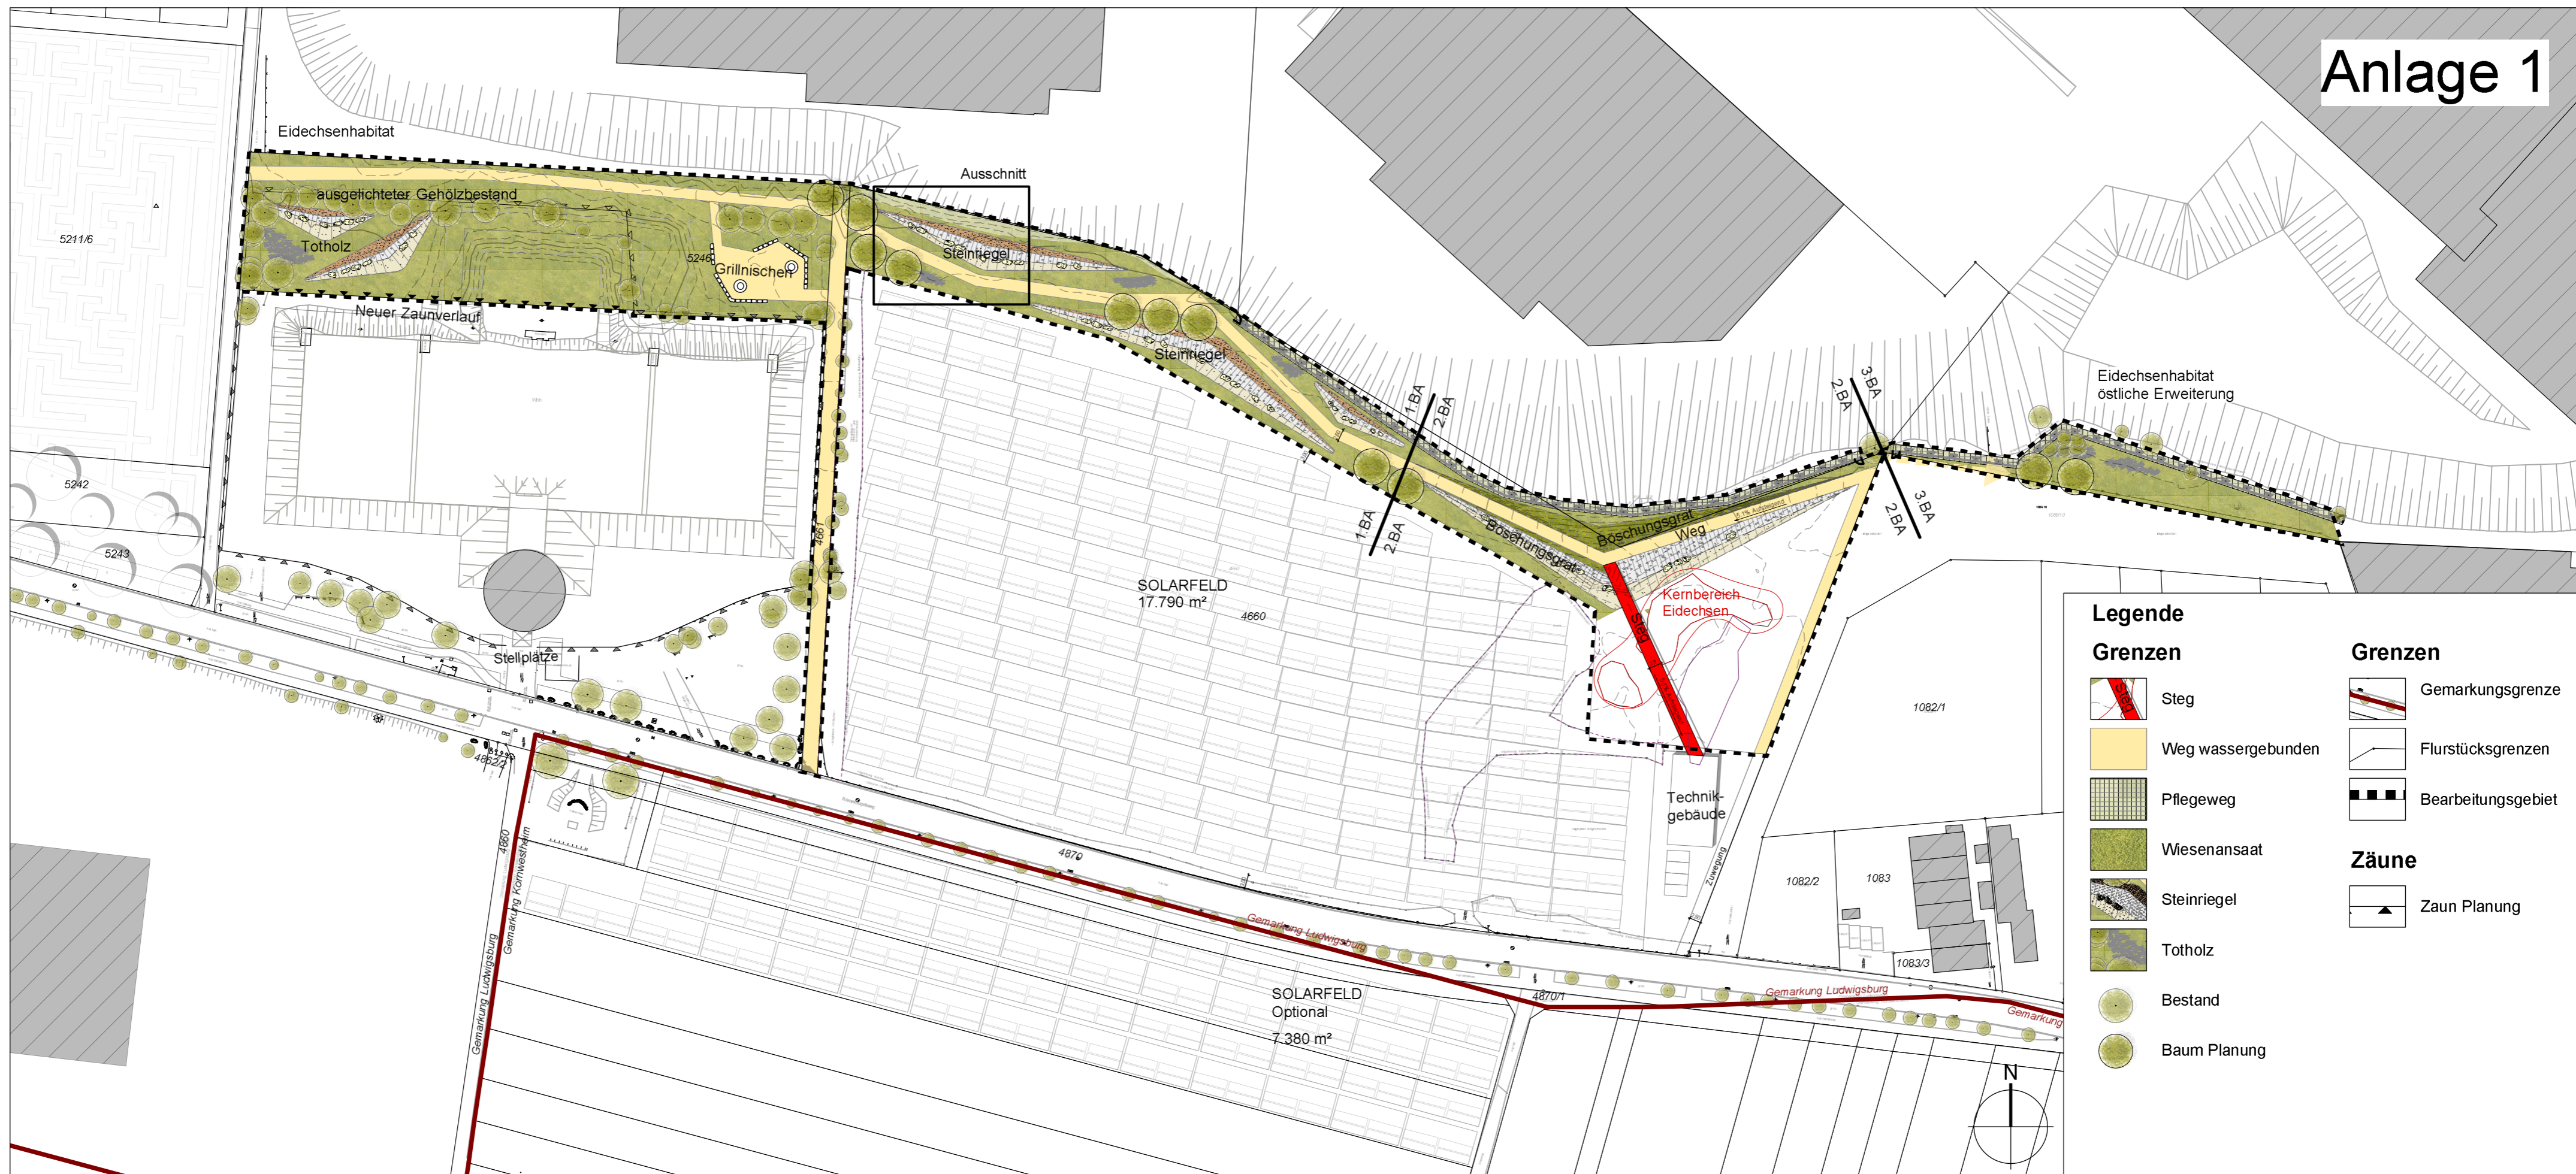 Anlage 1
Eidechsenhabitat
Ausschnitt
ausgelichteter Gehölzbestand
5211/6
Totholz
5246
Grillnischen
Steinriegel
Neuer Zaunverlauf
Steinriegel
1.BA
2.BA
2.BA
3.BA
Eidechsenhabitat
östliche Erweiterung
5242
5243
4661
1.BA
2.BA
2.BA
3.BA
Böschungsgrat
Böschungsgrat
Weg
Kernbereich
Eidechsen
Steg
SOLARFELD
17.790 m²
4660
Stellplätze
1082/1
Technik-
gebäude
Zuwegung
4862/2
4860
Gemarkung Kornwestheim
Gemarkung Ludwigsburg
4870
Gemarkung Ludwigsburg
1082/2
1083
1083/3
4870/1
Gemarkung Ludwigsburg
Gemarkung
SOLARFELD
Optional
7.380 m²
N
Legende
Grenzen
Steg
Steg
Weg wassergebunden
Pflegeweg
Wiesenansaat
Steinriegel
Totholz
Bestand
Baum Planung
Grenzen
Gemarkungsgrenze
Flurstücksgrenzen
Bearbeitungsgebiet
Zäune
Zaun Planung